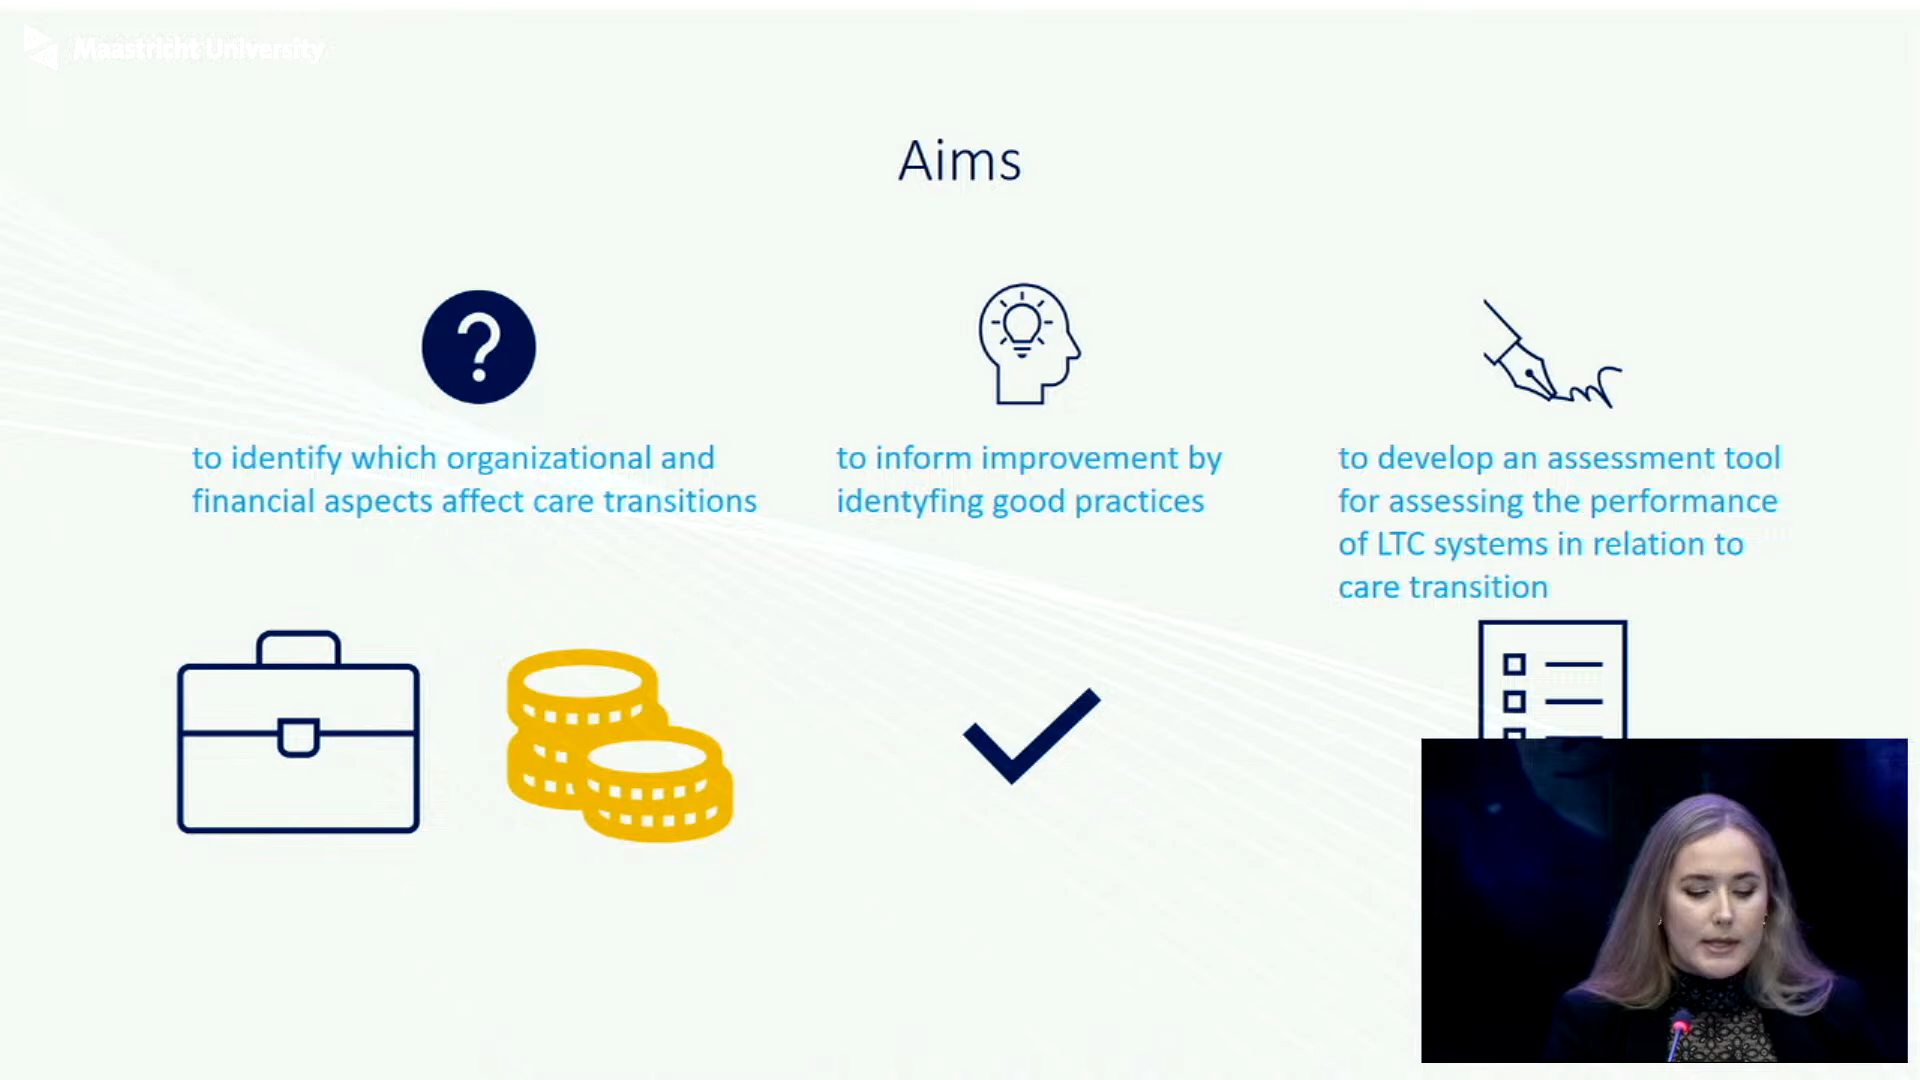 Maastricht University
Aims
to identify which organizational and
financial aspects affect care transitions
to inform improvement by
identyfing good practices
to develop an assessment tool
for assessing the performance
of LTC systems in relation to
care transition